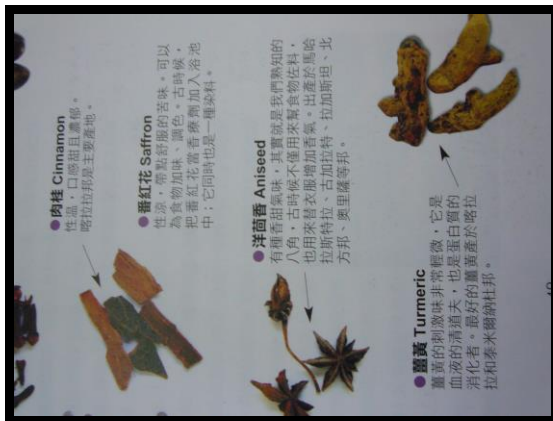 ●肉桂 Cinnamon
性溫，口感甜且濃郁。
喀拉拉邦是主要產地。
●番紅花 Saffron
性涼，帶點舒服的苦味。可以
為食物加味、調色。古時候，
把番紅花當香療劑加入浴池
中；它同時也是一種染料。
●洋茴香 Aniseed
有種香甜氣味，其實就是我們熟知的
八角，古時候不僅用來幫食物佐料，
也用來替衣服增加香氣。出產於馬哈
拉斯特拉、古加拉特、拉加斯坦、北
方邦、奧里薩等邦。
●薑黃 Turmeric
薑黃的刺激味非常輕微，它是
血液的清道夫，也是蛋白質的
消化者。最好的薑黃產於喀拉
拉和泰米爾納杜邦。